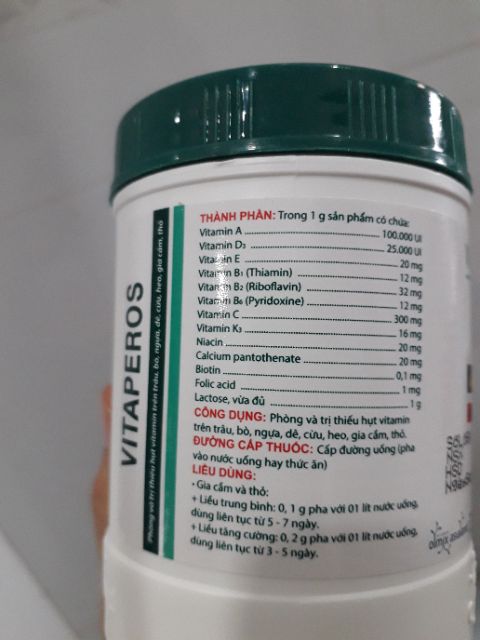 VITAPEROS
Phòng và trị thiếu hụt vitamin trên trâu, bò, ngựa, dê, cừu, heo, gia cầm, thỏ
THÀNH PHẦN: Trong 1 g sản phẩm có chứa:
Vitamin A 100.000 UI
Vitamin D3 25.000 UI
Vitamin E 20 mg
Vitamin B1 (Thiamin) 12 mg
Vitamin B2 (Riboflavin) 32 mg
Vitamin B6 (Pyridoxine) 12 mg
Vitamin C 300 mg
Vitamin K3 16 mg
Niacin 20 mg
Calcium pantothenate 20 mg
Biotin 0,1 mg
Folic acid 1 mg
Lactose, vừa đủ 1 g
CÔNG DỤNG: Phòng và trị thiếu hụt vitamin
trên trâu, bò, ngựa, dê, cừu, heo, gia cầm, thỏ.
ĐƯỜNG CẤP THUỐC: Cấp đường uống (pha
vào nước uống hay thức ăn)
LIỀU DÙNG:
• Gia cầm và thỏ:
+ Liều trung bình: 0, 1 g pha với 01 lít nước uống,
dùng liên tục từ 5 - 7 ngày.
+ Liều tăng cường: 0, 2 g pha với 01 lít nước uống,
dùng liên tục từ 3 - 5 ngày.
olmix